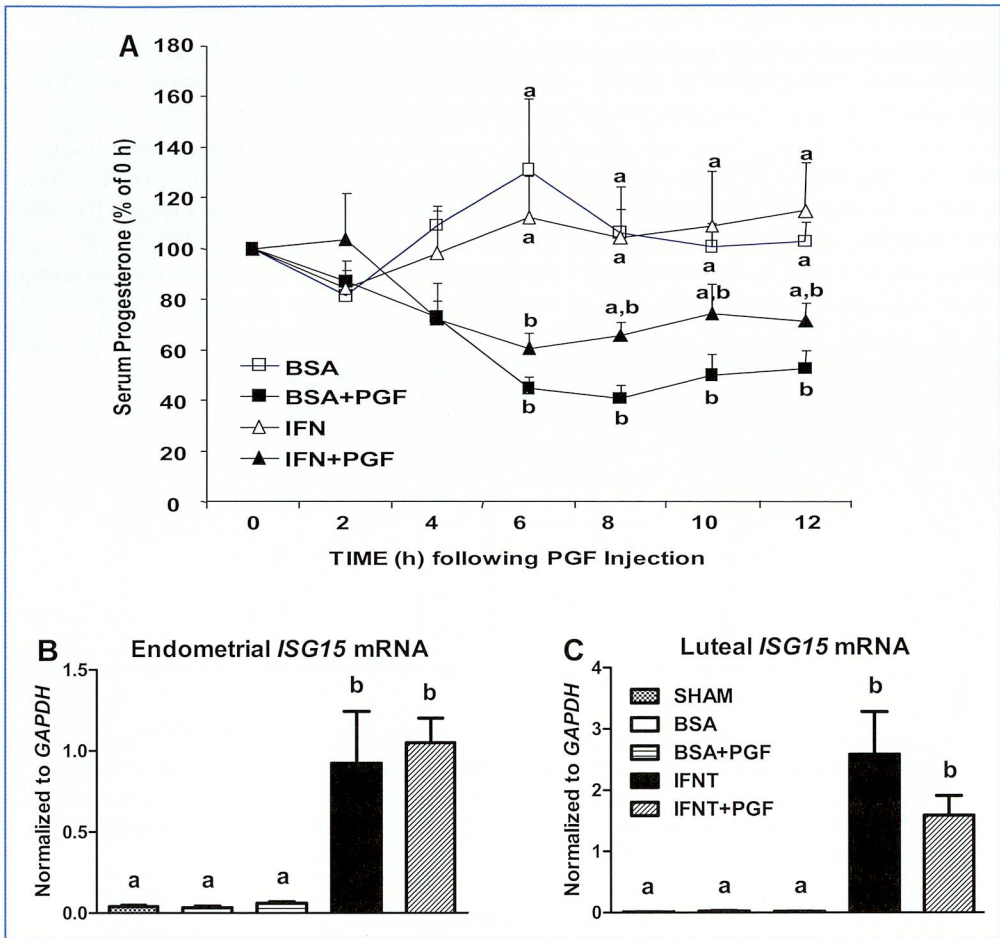 A
180
160
140
120
100
80
60
40
20
0
Serum Progesterone (% of 0 h)
a
a
a
a
a
a
a
a
a
b
a,b
a,b
a,b
b
b
b
b
BSA
BSA+PGF
IFN
IFN+PGF
0 2 4 6 8 10 12
TIME (h) following PGF Injection
B
Endometrial ISG15 mRNA
Normalized to GAPDH
1.5
1.0
0.5
0.0
a a a b b
C
Luteal ISG15 mRNA
Normalized to GAPDH
4
3
2
1
0
SHAM
BSA
BSA+PGF
IFNT
IFNT+PGF
a a a b b